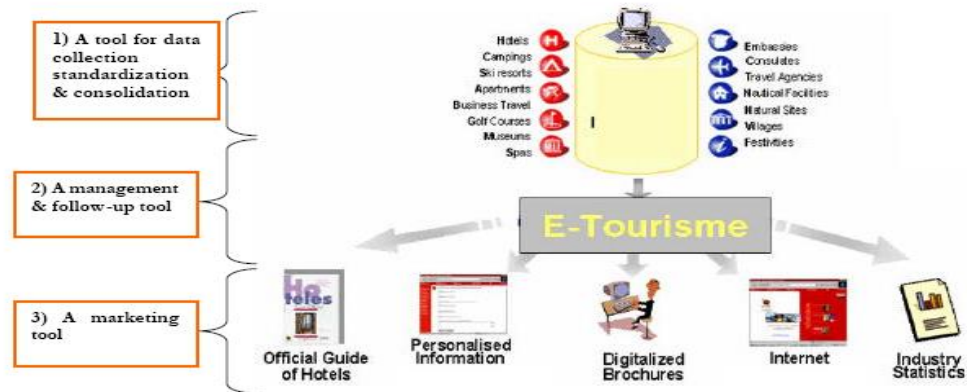 1) A tool for data
collection
standardization
& consolidation
Hotels
Campings
Ski resorts
Apartments
Business Travel
Golf Courses
Museums
Spas
Embassies
Consulates
Travel Agencies
Nautical Facilities
Natural Sites
Villages
Festivities
2) A management
& follow-up tool
E-Tourisme
3) A marketing
tool
Hoteles
Official Guide
of Hotels
Personalised
Information
Digitalized
Brochures
Internet
Industry
Statistics